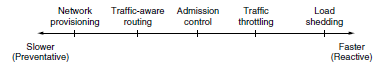 Network Traffic-aware Admission Traffic Load
provisioning routing control throttling shedding
Slower Faster
(Preventative) (Reactive)